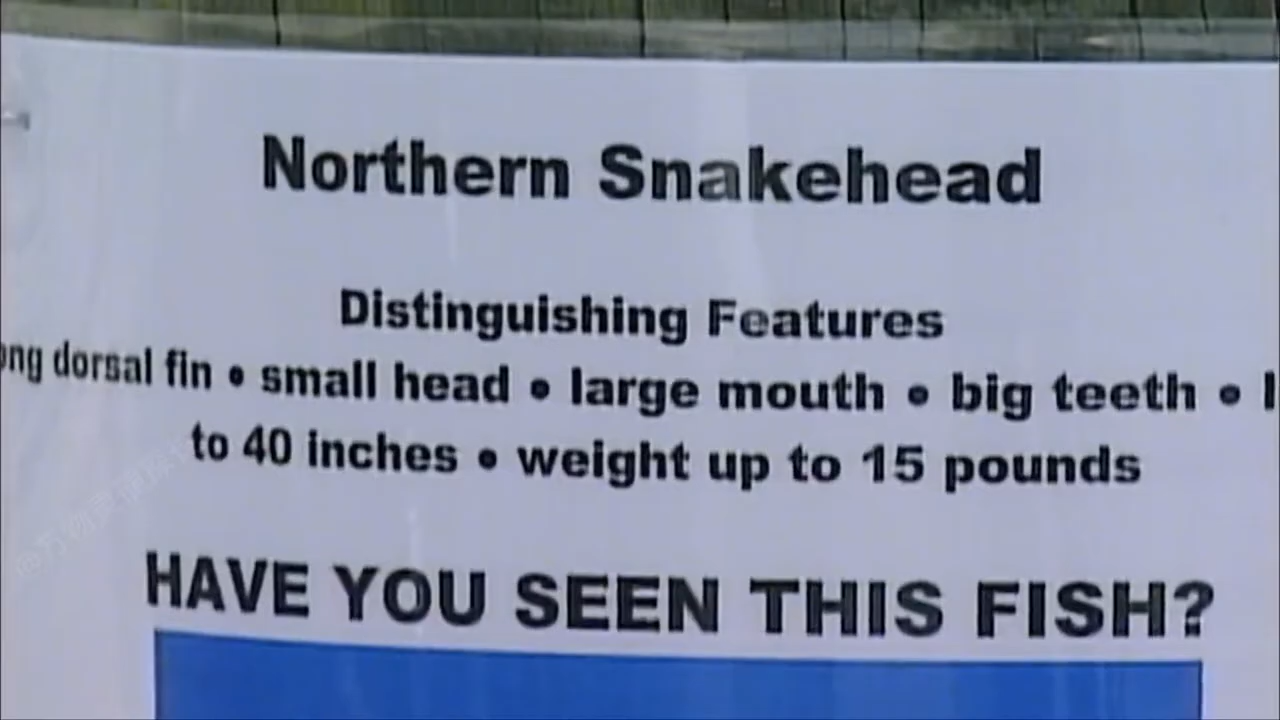 Northern Snakehead
Distinguishing Features
ong dorsal fin • small head • large mouth • big teeth • l
to 40 inches • weight up to 15 pounds
HAVE YOU SEEN THIS FISH?